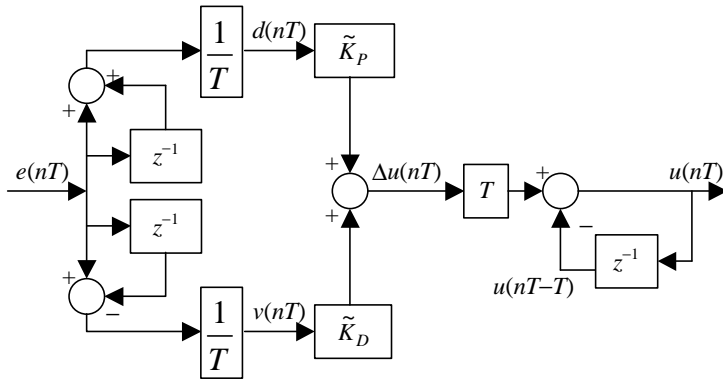 1/T
d(nT)
K̃_P
+
+
z⁻¹
e(nT)
z⁻¹
+
−
1/T
v(nT)
K̃_D
+
+
Δu(nT)
T
+
−
u(nT)
z⁻¹
u(nT−T)